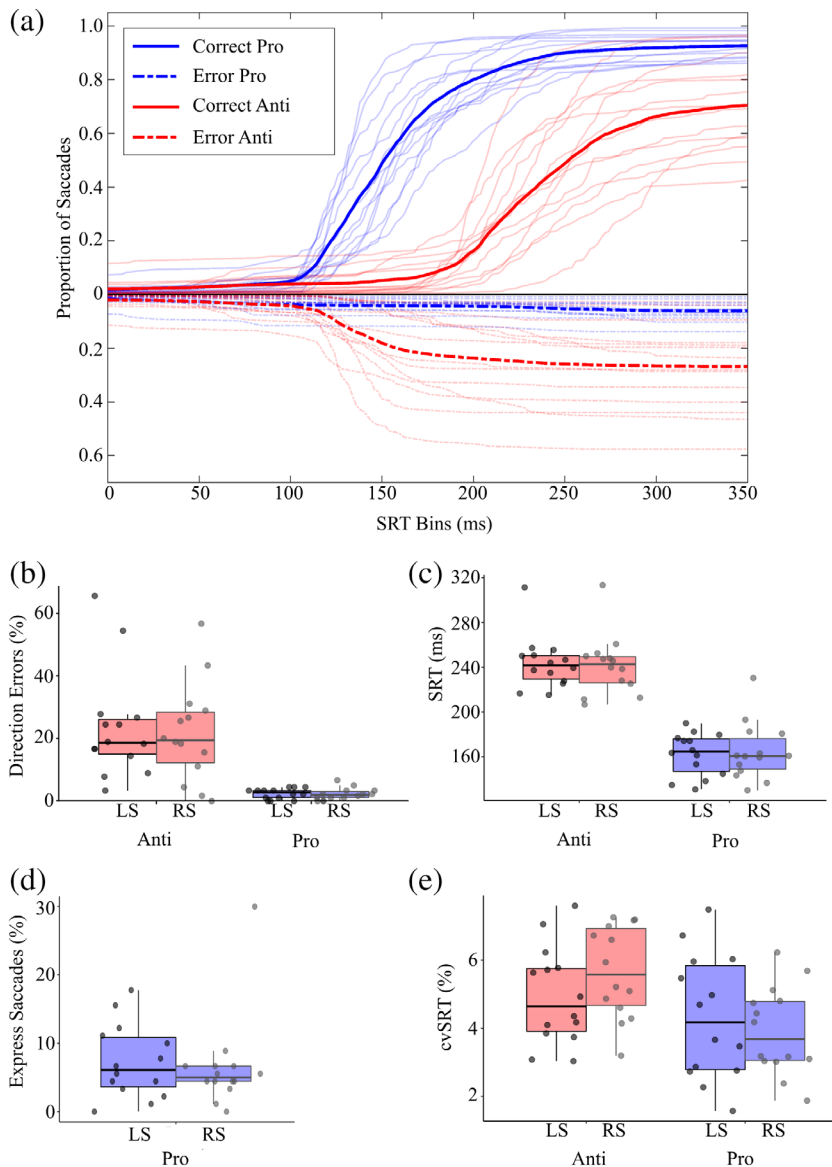 (a)
Correct Pro
Error Pro
Correct Anti
Error Anti
Proportion of Saccades
1.0
0.8
0.6
0.4
0.2
0
0.2
0.4
0.6
0 50 100 150 200 250 300 350
SRT Bins (ms)
(b)
Direction Errors (%)
60
40
20
0
LS RS LS RS
Anti Pro
(c)
SRT (ms)
320
280
240
200
160
LS RS LS RS
Anti Pro
(d)
Express Saccades (%)
30
20
10
0
LS RS
Pro
(e)
cvSRT (%)
6
4
2
LS RS LS RS
Anti Pro